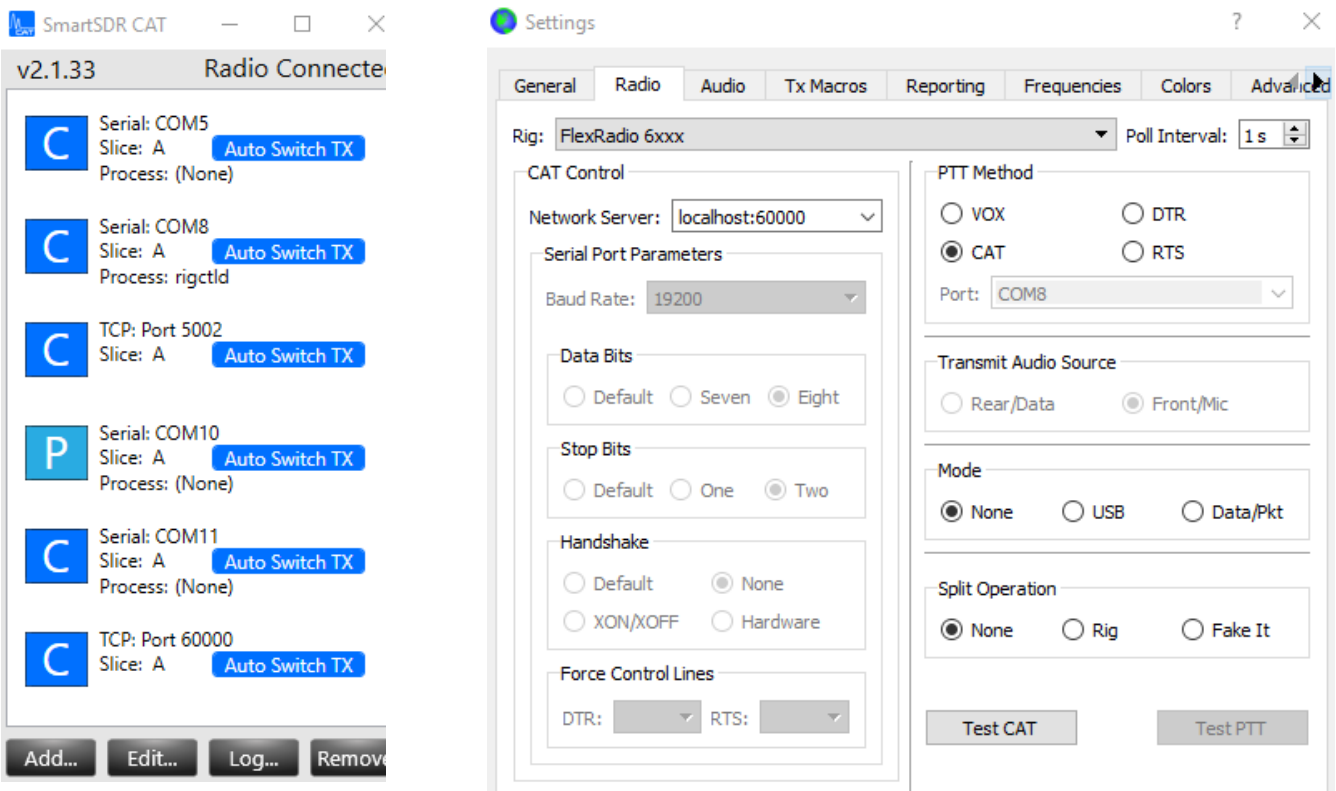 SmartSDR CAT
v2.1.33 Radio Connecte
C
Serial: COM5
Slice: A Auto Switch TX
Process: (None)
C
Serial: COM8
Slice: A Auto Switch TX
Process: rigctld
C
TCP: Port 5002
Slice: A Auto Switch TX
P
Serial: COM10
Slice: A Auto Switch TX
Process: (None)
C
Serial: COM11
Slice: A Auto Switch TX
Process: (None)
C
TCP: Port 60000
Slice: A Auto Switch TX
Add... Edit... Log... Remove
Settings ?
General Radio Audio Tx Macros Reporting Frequencies Colors Advanced
Rig: FlexRadio 6xxx Poll Interval: 1 s
CAT Control
Network Server: localhost:60000
Serial Port Parameters
Baud Rate: 19200
Data Bits
Default Seven Eight
Stop Bits
Default One Two
Handshake
Default None
XON/XOFF Hardware
Force Control Lines
DTR: RTS:
PTT Method
VOX DTR
CAT RTS
Port: COM8
Transmit Audio Source
Rear/Data Front/Mic
Mode
None USB Data/Pkt
Split Operation
None Rig Fake It
Test CAT Test PTT